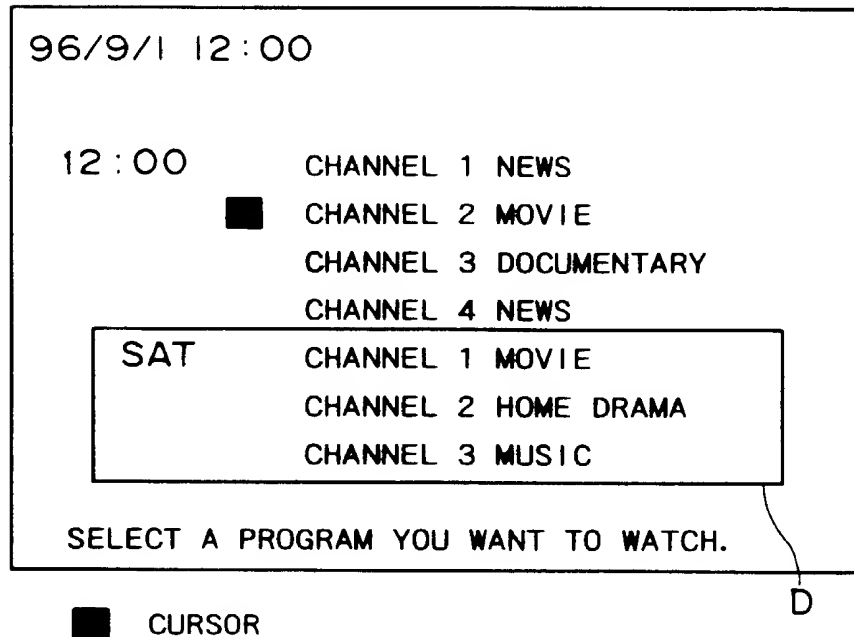 96/9/1 12:00
12:00 CHANNEL 1 NEWS
CHANNEL 2 MOVIE
CHANNEL 3 DOCUMENTARY
CHANNEL 4 NEWS
SAT CHANNEL 1 MOVIE
CHANNEL 2 HOME DRAMA
CHANNEL 3 MUSIC
SELECT A PROGRAM YOU WANT TO WATCH.
D
CURSOR